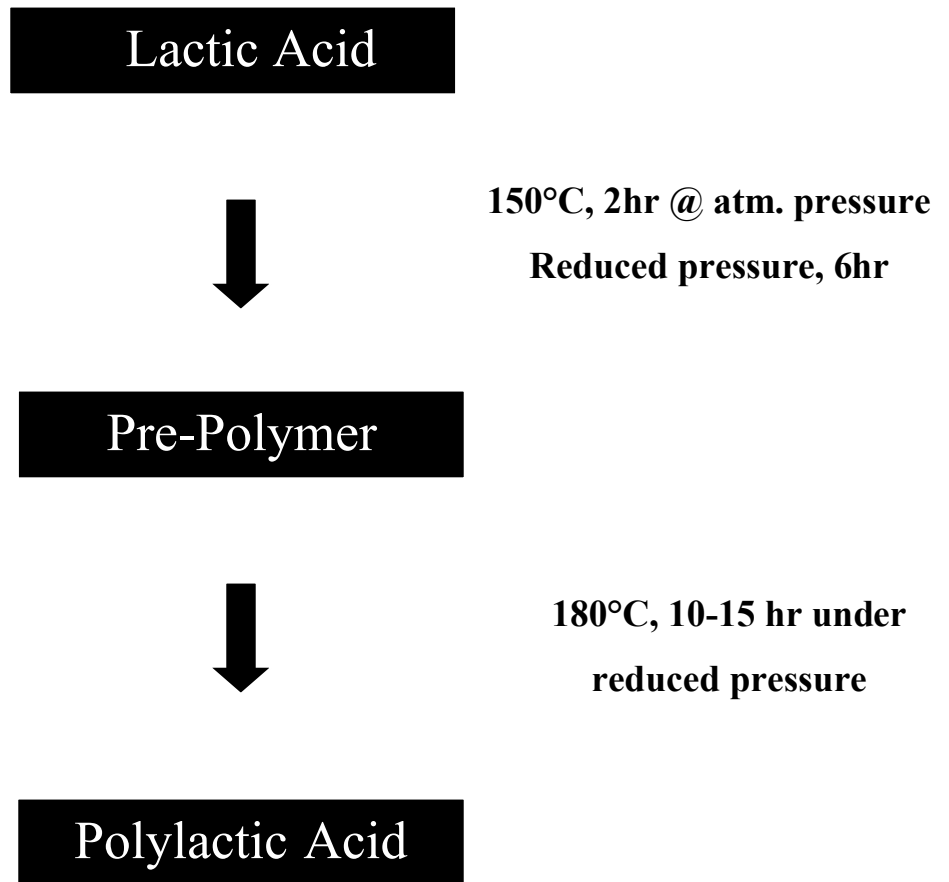 Lactic Acid
150°C, 2hr @ atm. pressure
Reduced pressure, 6hr
Pre-Polymer
180°C, 10-15 hr under
reduced pressure
Polylactic Acid